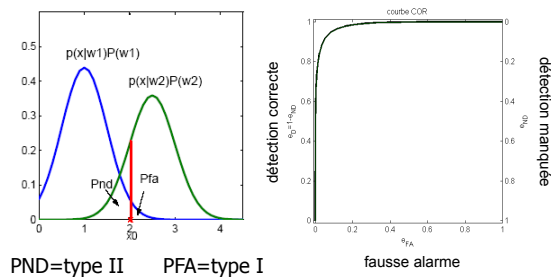 0.5
0.4
0.3
0.2
0.1
0
p(x|w1)P(w1)
p(x|w2)P(w2)
Pnd
Pfa
0
1
2
3
4
x0
PND=type II
PFA=type I
courbe COR
détection correcte
e_D=1-e_ND
1
0.8
0.6
0.4
0.2
0
0
0.2
0.4
0.6
0.8
1
e_ND
détection manquée
0
0.2
0.4
0.6
0.8
1
e_FA
fausse alarme